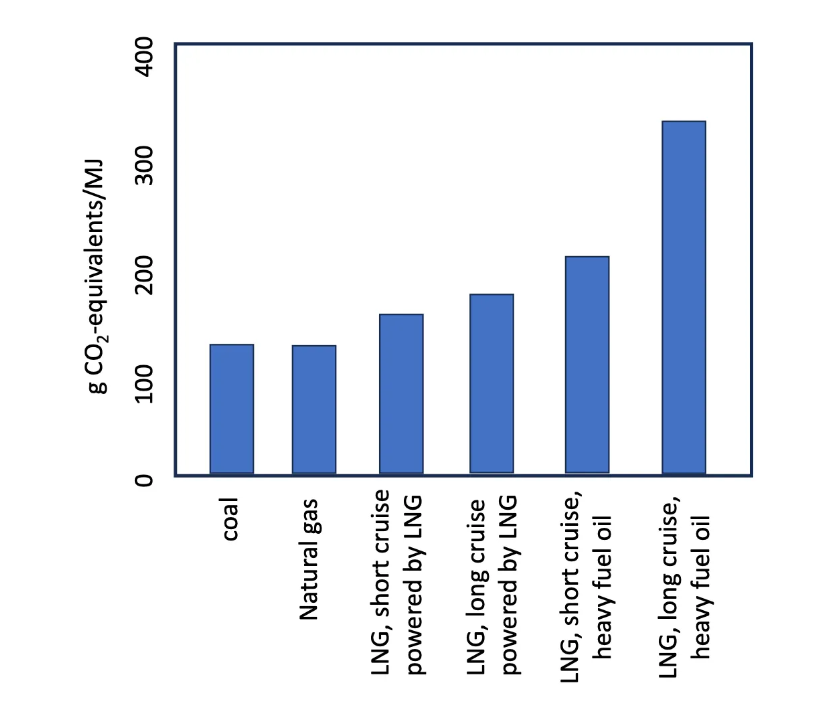 g CO₂-equivalents/MJ
400
300
200
100
0
coal
Natural gas
LNG, short cruise
powered by LNG
LNG, long cruise
powered by LNG
LNG, short cruise,
heavy fuel oil
LNG, long cruise,
heavy fuel oil